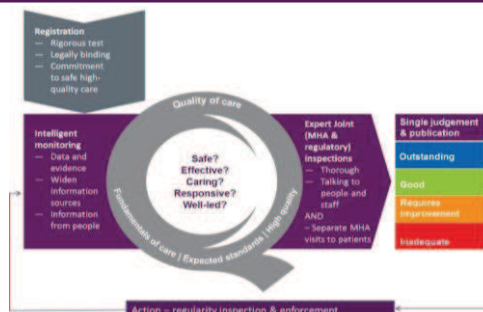 Registration
— Rigorous test
— Legally binding
— Commitment
to safe high-
quality care
Quality of care
Intelligent
monitoring
— Data and
evidence
— Widen
information
sources
— Information
from people
Safe?
Effective?
Caring?
Responsive?
Well-led?
Fundamentals of care | Expected standards | High quality
Expert Joint
(MHA &
regulatory)
inspections
— Thorough
— Talking to
people and
staff
AND
– Separate MHA
visits to patients
Single judgement
& publication
Outstanding
Good
Requires
improvement
Inadequate
Action – regularity inspection & enforcement